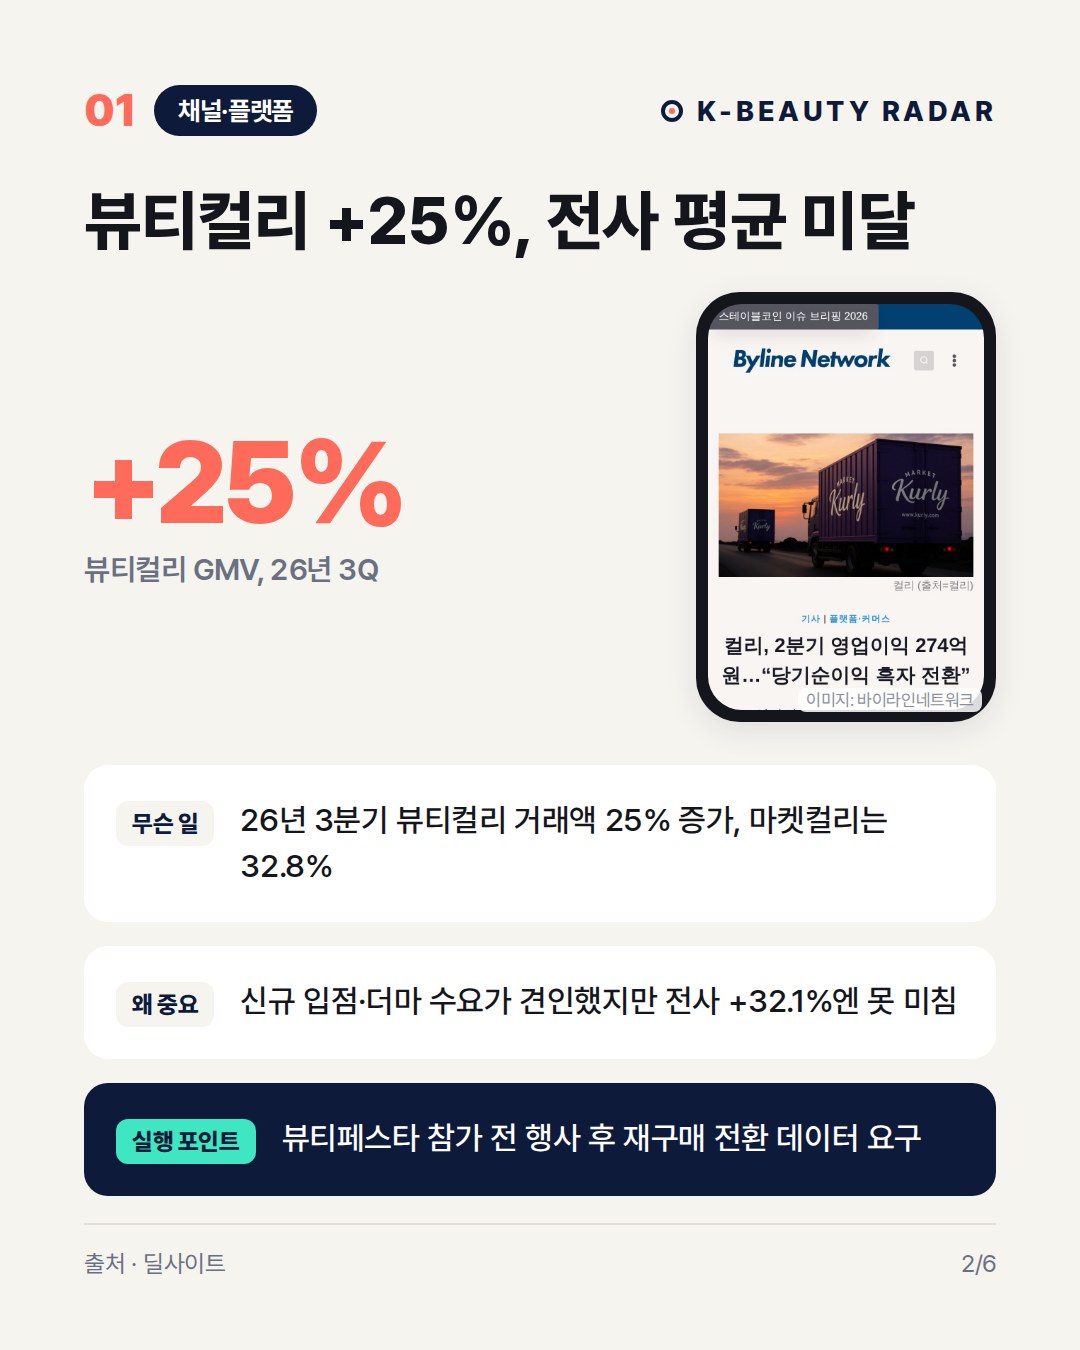 01 채널·플랫폼
K-BEAUTY RADAR
뷰티컬리 +25%, 전사 평균 미달
+25%
뷰티컬리 GMV, 26년 3Q
스테이블코인 이슈 브리핑 2026
Byline Network
MARKET
Kurly
MARKET
Kurly
www.kurly.com
Kurly
컬리 (출처=컬리)
기사 | 플랫폼·커머스
컬리, 2분기 영업이익 274억
원…“당기순이익 흑자 전환”
이미지: 바이라인네트워크
무슨 일
26년 3분기 뷰티컬리 거래액 25% 증가, 마켓컬리는
32.8%
왜 중요
신규 입점·더마 수요가 견인했지만 전사 +32.1%엔 못 미침
실행 포인트
뷰티페스타 참가 전 행사 후 재구매 전환 데이터 요구
출처 · 딜사이트
2/6